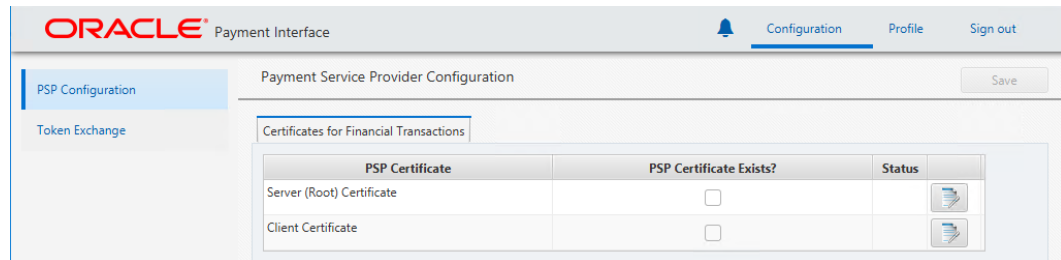 ORACLE® Payment Interface
Configuration
Profile
Sign out
PSP Configuration
Token Exchange
Payment Service Provider Configuration
Save
Certificates for Financial Transactions
PSP Certificate PSP Certificate Exists? Status
Server (Root) Certificate
Client Certificate